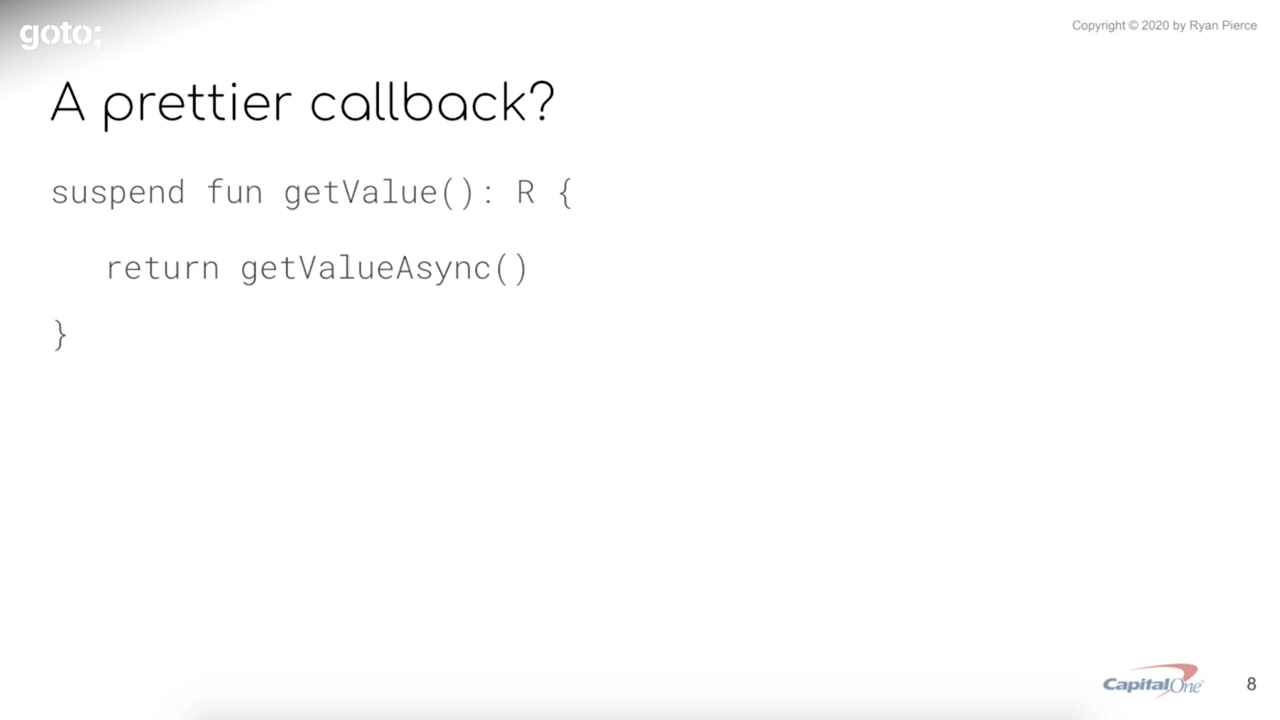 goto;
Copyright © 2020 by Ryan Pierce
A prettier callback?
suspend fun getValue(): R {
return getValueAsync()
}
CapitalOne
8